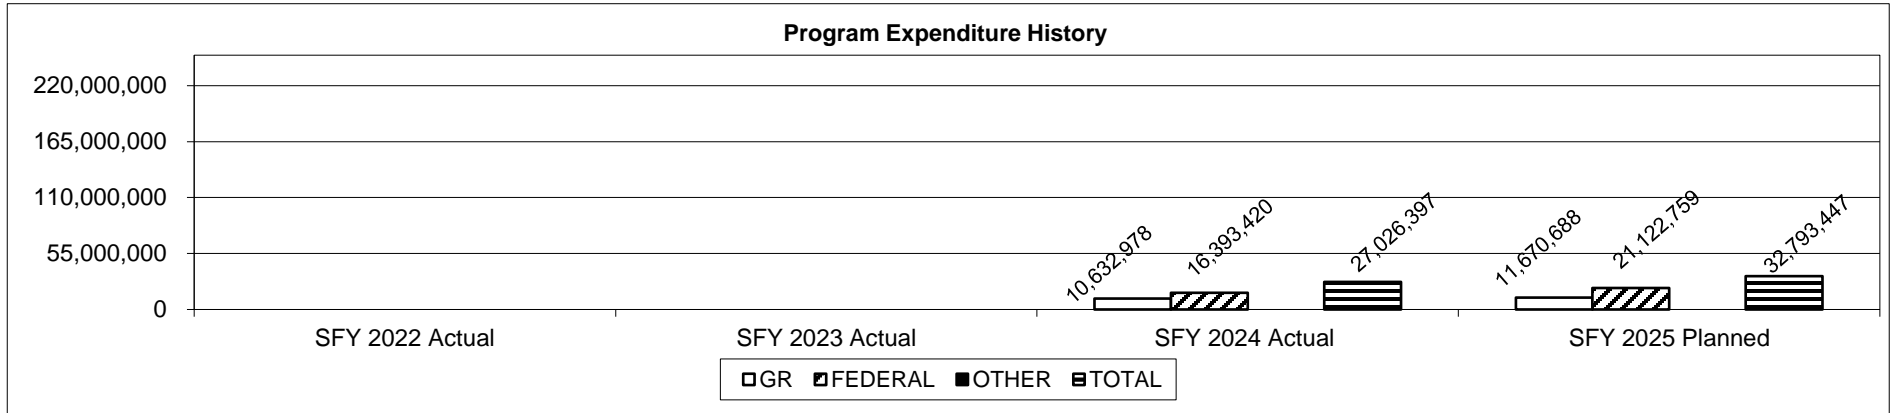 Program Expenditure History
220,000,000
165,000,000
110,000,000
55,000,000
0
10,632,978
16,393,420
27,026,397
11,670,688
21,122,759
32,793,447
SFY 2022 Actual
SFY 2023 Actual
SFY 2024 Actual
SFY 2025 Planned
GR FEDERAL OTHER TOTAL